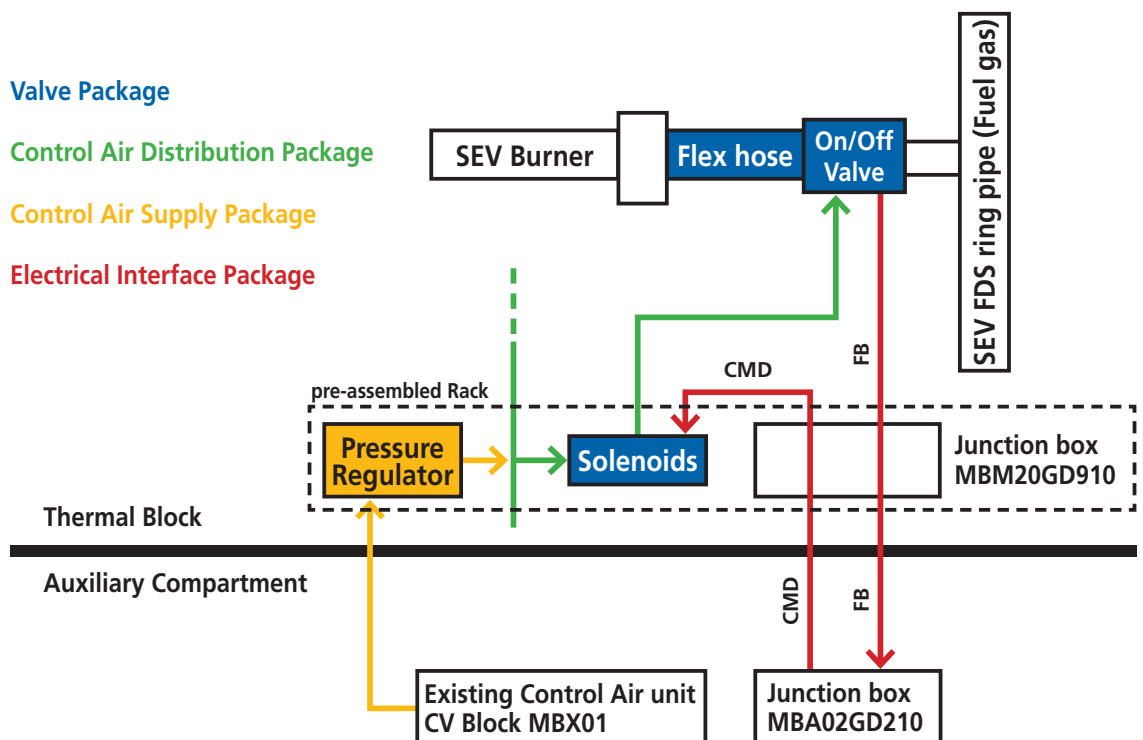 Valve Package
Control Air Distribution Package
Control Air Supply Package
Electrical Interface Package
SEV Burner
Flex hose
On/Off
Valve
SEV FDS ring pipe (Fuel gas)
CMD
FB
pre-assembled Rack
Pressure
Regulator
Solenoids
Junction box
MBM20GD910
Thermal Block
Auxiliary Compartment
CMD
FB
Existing Control Air unit
CV Block MBX01
Junction box
MBA02GD210